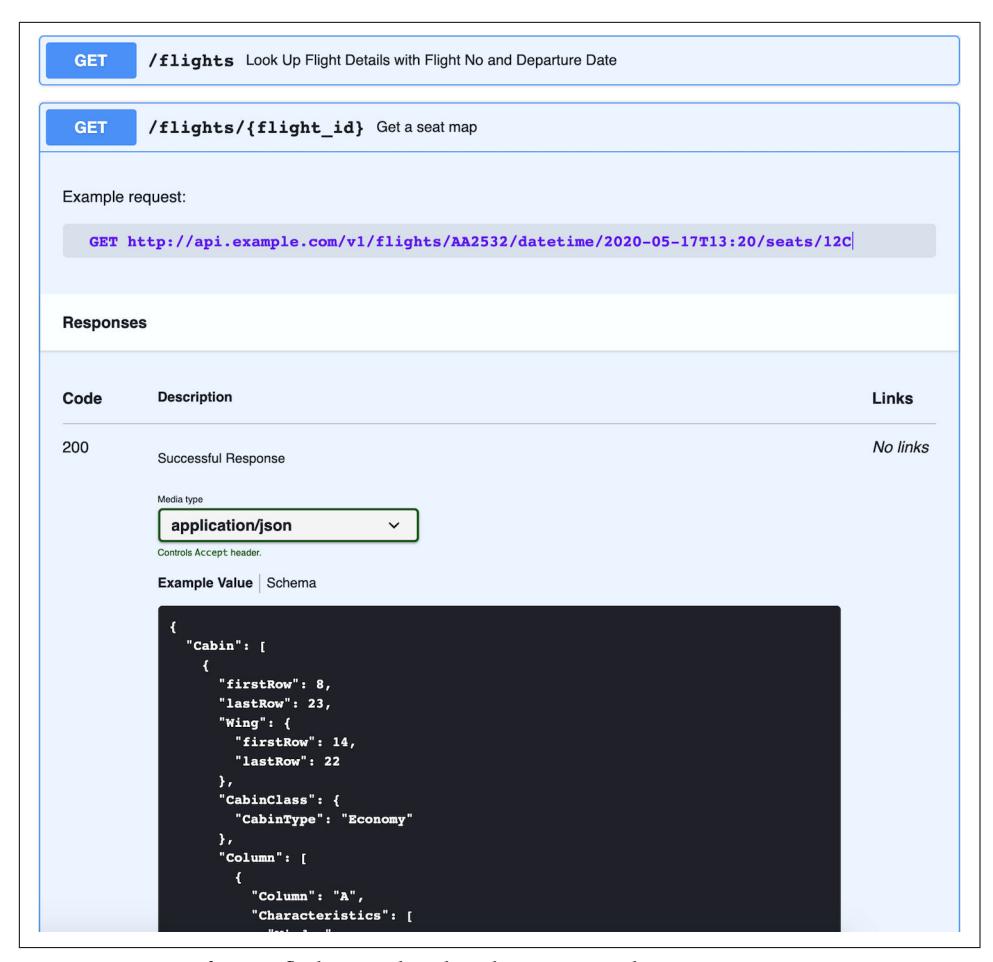 GET /flights Look Up Flight Details with Flight No and Departure Date
GET /flights/{flight_id} Get a seat map
Example request:
GET http://api.example.com/v1/flights/AA2532/datetime/2020-05-17T13:20/seats/12C
Responses
Code Description Links
200 Successful Response No links
Media type
application/json
Controls Accept header.
Example Value Schema
{
"Cabin": [
{
"firstRow": 8,
"lastRow": 23,
"Wing": {
"firstRow": 14,
"lastRow": 22
},
"CabinClass": {
"CabinType": "Economy"
},
"Column": [
{
"Column": "A",
"Characteristics": [